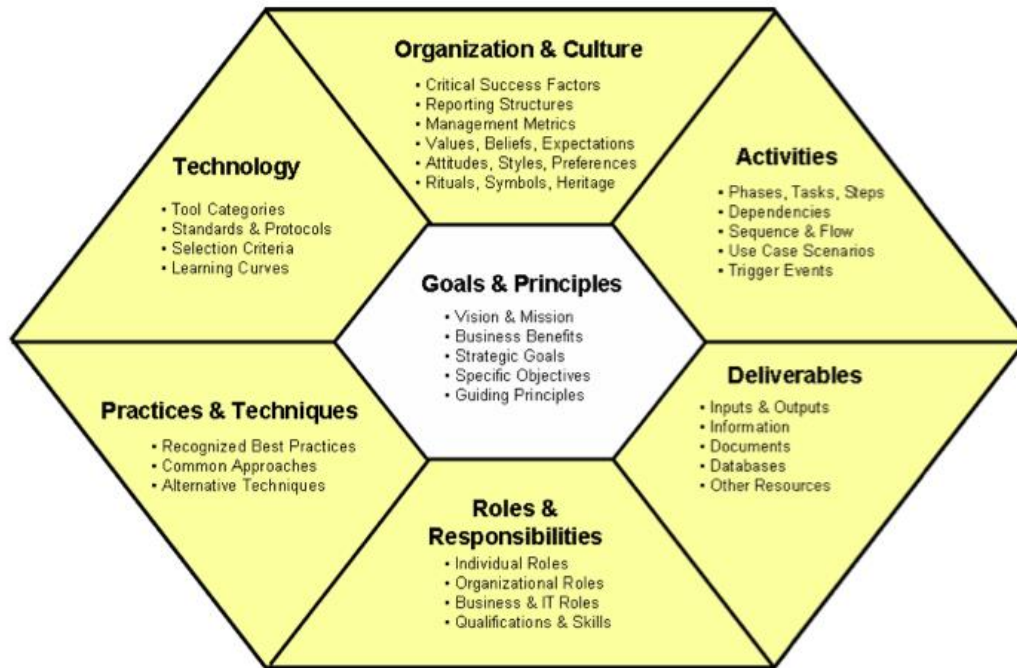 Organization & Culture
• Critical Success Factors
• Reporting Structures
• Management Metrics
• Values, Beliefs, Expectations
• Attitudes, Styles, Preferences
• Rituals, Symbols, Heritage
Technology
• Tool Categories
• Standards & Protocols
• Selection Criteria
• Learning Curves
Activities
• Phases, Tasks, Steps
• Dependencies
• Sequence & Flow
• Use Case Scenarios
• Trigger Events
Goals & Principles
• Vision & Mission
• Business Benefits
• Strategic Goals
• Specific Objectives
• Guiding Principles
Practices & Techniques
• Recognized Best Practices
• Common Approaches
• Alternative Techniques
Deliverables
• Inputs & Outputs
• Information
• Documents
• Databases
• Other Resources
Roles &
Responsibilities
• Individual Roles
• Organizational Roles
• Business & IT Roles
• Qualifications & Skills